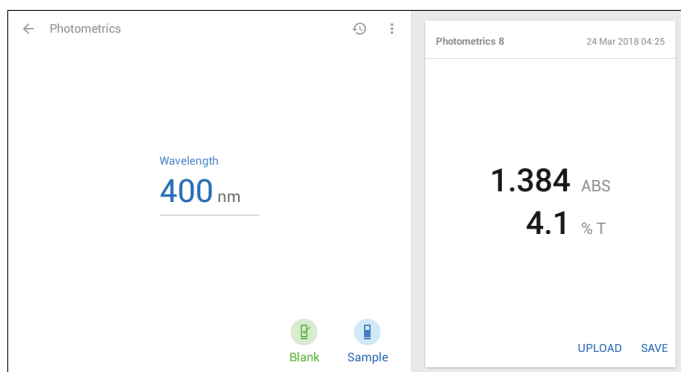 Photometrics
Wavelength
400 nm
Blank
Sample
Photometrics 8
24 Mar 2018 04:25
1.384 ABS
4.1 % T
UPLOAD SAVE